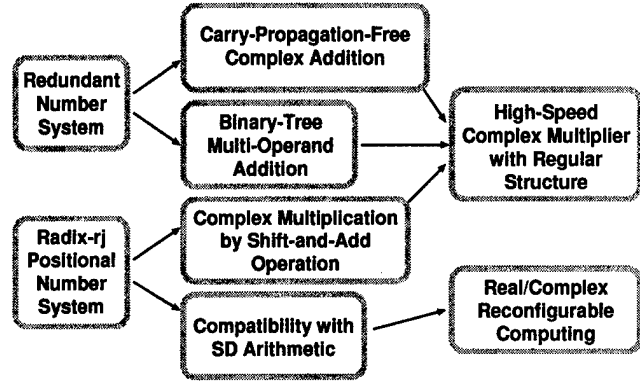 Redundant
Number
System
Carry-Propagation-Free
Complex Addition
Binary-Tree
Multi-Operand
Addition
High-Speed
Complex Multiplier
with Regular
Structure
Radix-rj
Positional
Number
System
Complex Multiplication
by Shift-and-Add
Operation
Compatibility with
SD Arithmetic
Real/Complex
Reconfigurable
Computing